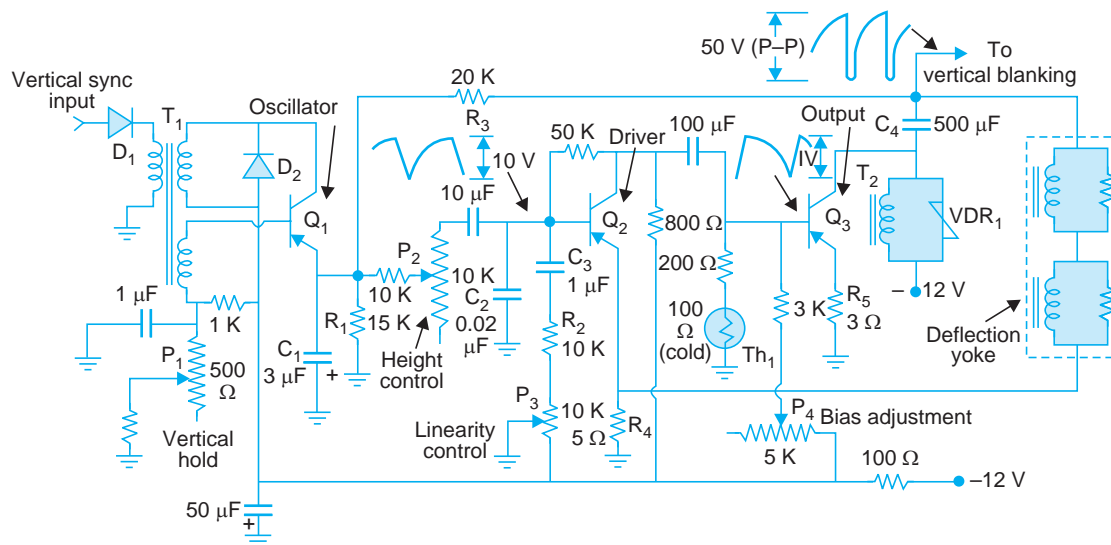 50 V (P–P)
To
vertical blanking
Vertical sync
input
T1
Oscillator
20 K
R3
D1
D2
Q1
10 V
10 μF
50 K
Driver
Q2
100 μF
IV
Output
C4
500 μF
T2
Q3
VDR1
– 12 V
800 Ω
200 Ω
100
Ω
(cold)
Th1
3 K
R5
3 Ω
Deflection
yoke
P2
10 K
10 K
C2
0.02
μF
C3
1 μF
R2
10 K
1 μF
1 K
P1
500
Ω
Vertical
hold
C1
3 μF
+
R1
15 K
Height
control
P3
10 K
Linearity
control
5 Ω
R4
P4
Bias adjustment
5 K
100 Ω
–12 V
50 μF
+